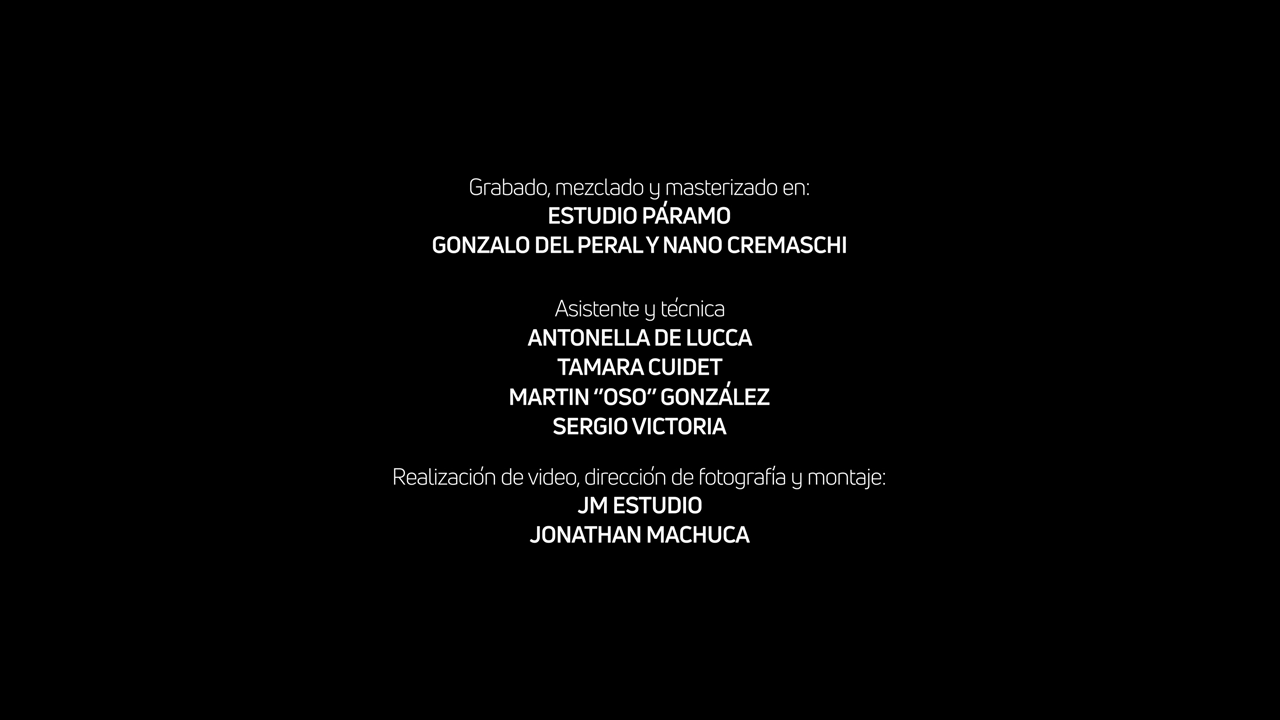 Grabado, mezclado y masterizado en:
ESTUDIO PÁRAMO
GONZALO DEL PERAL Y NANO CREMASCHI
Asistente y técnica
ANTONELLA DE LUCCA
TAMARA CUIDET
MARTIN “OSO” GONZÁLEZ
SERGIO VICTORIA
Realización de video, dirección de fotografía y montaje:
JM ESTUDIO
JONATHAN MACHUCA